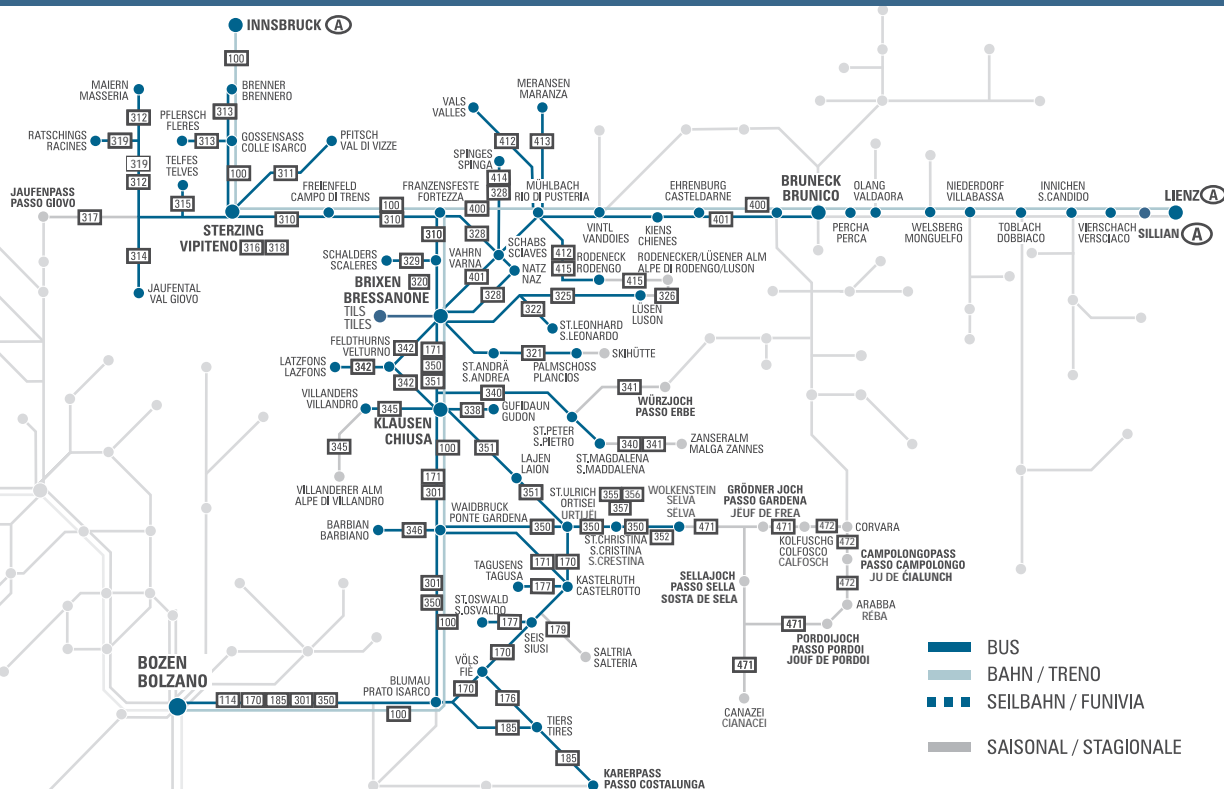 INNSBRUCK A
100
MAIERN
MASSERIA
BRENNER
BRENNERO
MERANSEN
MARANZA
VALS
VALLES
312
313
PFLERSCH
FLERES
RATSCHINGS
RACINES
319
313
GOSSENSASS
COLLE ISARCO
PFITSCH
VAL DI VIZZE
412
413
SPINGES
SPINGA
319
312
TELFES
TELVES
100
311
414
328
JAUFENPASS
PASSO GIOVO
317
315
FREIENFELD
CAMPO DI TRENS
FRANZENSFESTE
FORTEZZA
MÜHLBACH
RIO DI PUSTERIA
EHRENBURG
CASTELDARNE
BRUNECK
BRUNICO
OLANG
VALDAORA
NIEDERDORF
VILLABASSA
INNICHEN
S.CANDIDO
LIENZ A
100
310
310
400
400
401
STERZING
VIPITENO
316
318
310
328
VINTL
VANDOIES
KIENS
CHIENES
PERCHA
PERCA
WELSBERG
MONGUELFO
TOBLACH
DOBBIACO
VIERSCHACH
VERSCIACO
SILLIAN A
314
SCHALDERS
SCALERES
329
VAHRN
VARNA
SCHABS
SCIAVES
412
415
RODENECK
RODENGO
RODENECKER/LÜSENER ALM
ALPE DI RODENGO/LUSON
JAUFENTAL
VAL GIOVO
BRIXEN
BRESSANONE
320
401
NATZ
NAZ
415
328
325
326
TILS
TILES
322
LÜSEN
LUSON
ST.LEONHARD
S.LEONARDO
FELDTHURNS
VELTURNO
342
171
350
351
321
SKIHÜTTE
LATZFONS
LAZFONS
342
ST.ANDRÄ
S.ANDREA
PALMSCHOSS
PLANCIOS
342
340
341
WÜRZJOCH
PASSO ERBE
VILLANDERS
VILLANDRO
345
338
GUFIDAUN
GUDON
KLAUSEN
CHIUSA
ST.PETER
S.PIETRO
345
100
351
340
341
ZANSERALM
MALGA ZANNES
ST.MAGDALENA
S.MADDALENA
LAJEN
LAION
VILLANDERER ALM
ALPE DI VILLANDRO
171
301
351
ST.ULRICH
ORTISEI
URTIJËI
355
356
357
WOLKENSTEIN
SELVA
SËLVA
GRÖDNER JOCH
PASSO GARDENA
JËUF DE FREA
BARBIAN
BARBIANO
346
WAIDBRUCK
PONTE GARDENA
350
350
350
352
471
471
472
CORVARA
ST.CHRISTINA
S.CRISTINA
S.CRESTINA
KOLFUSCHG
COLFOSCO
CALFOSCH
472
CAMPOLONGOPASS
PASSO CAMPOLONGO
JU DE ĆIALUNCH
171
170
TAGUSENS
TAGUSA
177
KASTELRUTH
CASTELROTTO
SELLAJOCH
PASSO SELLA
SOSTA DE SELA
472
301
350
ST.OSWALD
S.OSVALDO
ARABBA
RÈBA
100
177
SEIS
SIUSI
179
471
PORDOIJOCH
PASSO PORDOI
JOUF DE PORDOI
SALTRIA
SALTERIA
170
471
BOZEN
BOLZANO
VÖLS
FIÈ
BLUMAU
PRATO ISARCO
170
176
CANAZEI
CIANACEI
114
170
185
301
350
100
185
TIERS
TIRES
185
KARERPASS
PASSO COSTALUNGA
BUS
BAHN / TRENO
SEILBAHN / FUNIVIA
SAISONAL / STAGIONALE